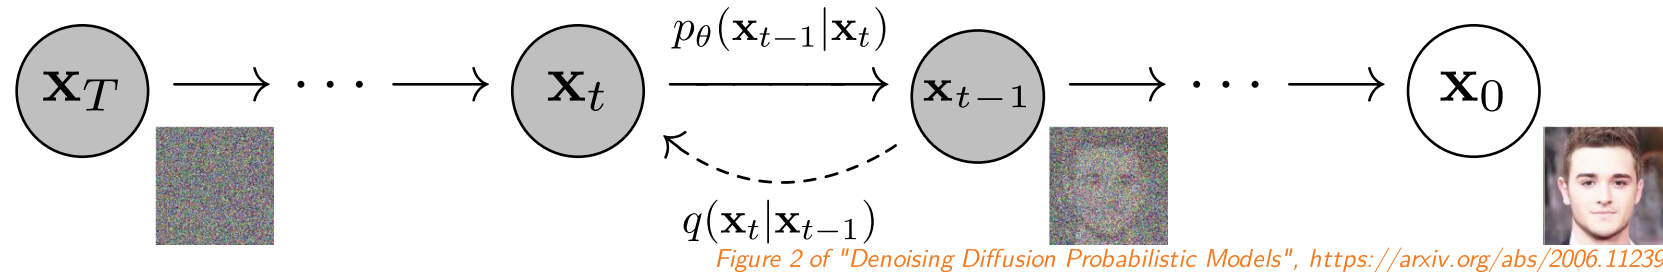 p_θ(x_{t−1}|x_t)
x_T → ··· → x_t → x_{t−1} → ··· → x_0
q(x_t|x_{t−1})
Figure 2 of "Denoising Diffusion Probabilistic Models", https://arxiv.org/abs/2006.11239